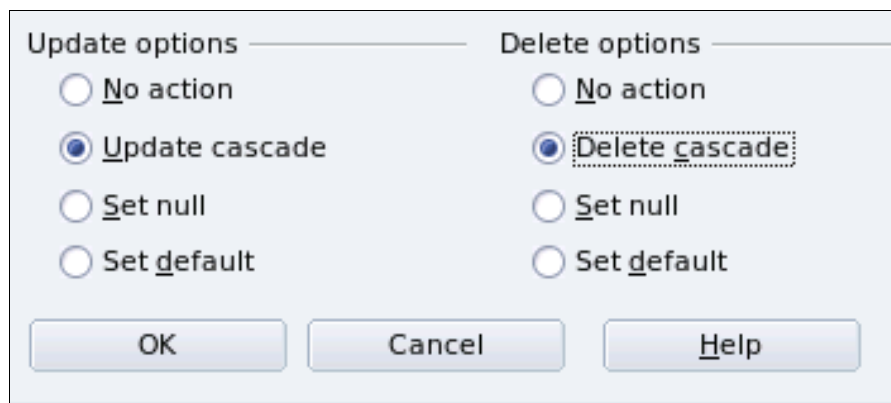 Update options
No action
Update cascade
Set null
Set default
Delete options
No action
Delete cascade
Set null
Set default
OK
Cancel
Help